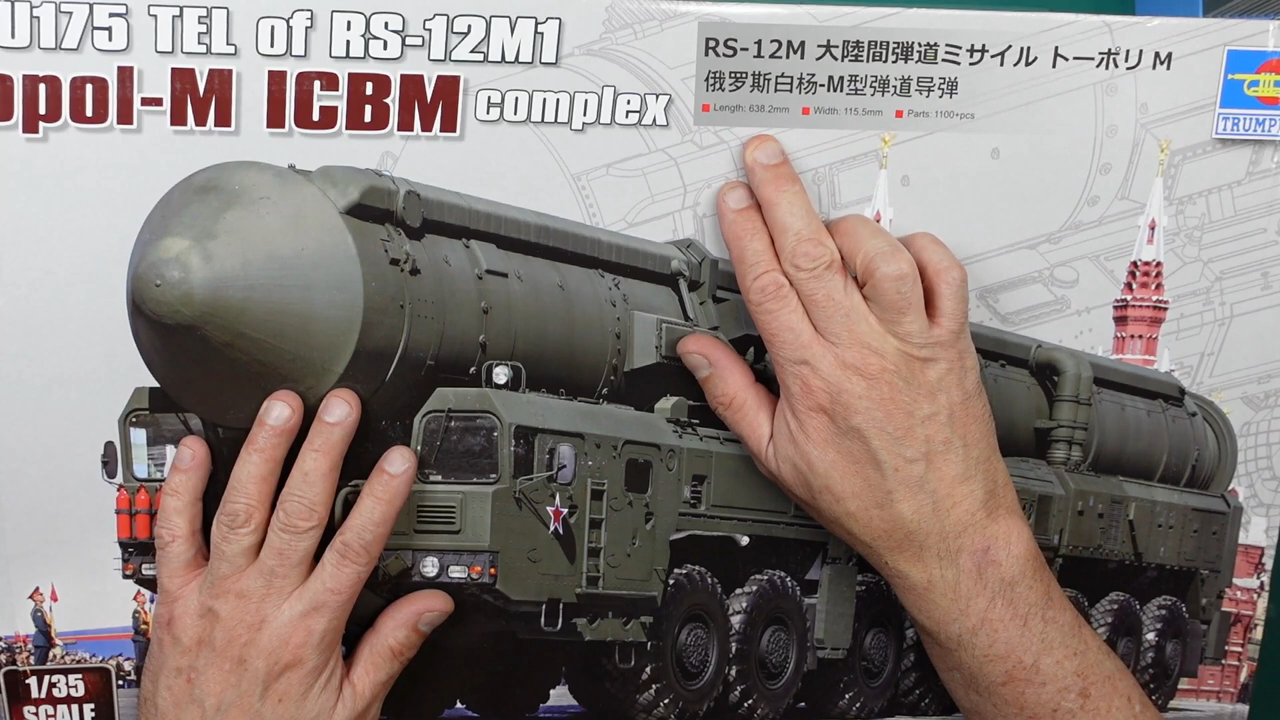 U175 TEL of RS-12M1
opol-M ICBM complex
RS-12M 大陸間弾道ミサイル トーポリ M
俄罗斯白杨-M型弹道导弹
Length: 638.2mm Width: 115.5mm Parts: 1100+pcs
TRUMP
1/35
SCALE